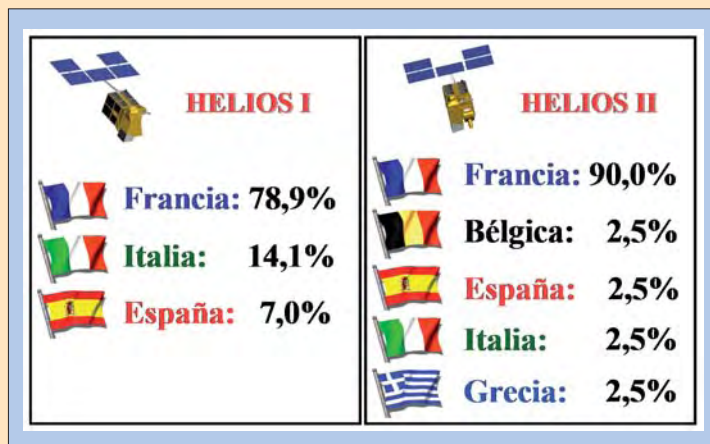 HELIOS I
Francia: 78,9%
Italia: 14,1%
España: 7,0%
HELIOS II
Francia: 90,0%
Bélgica: 2,5%
España: 2,5%
Italia: 2,5%
Grecia: 2,5%